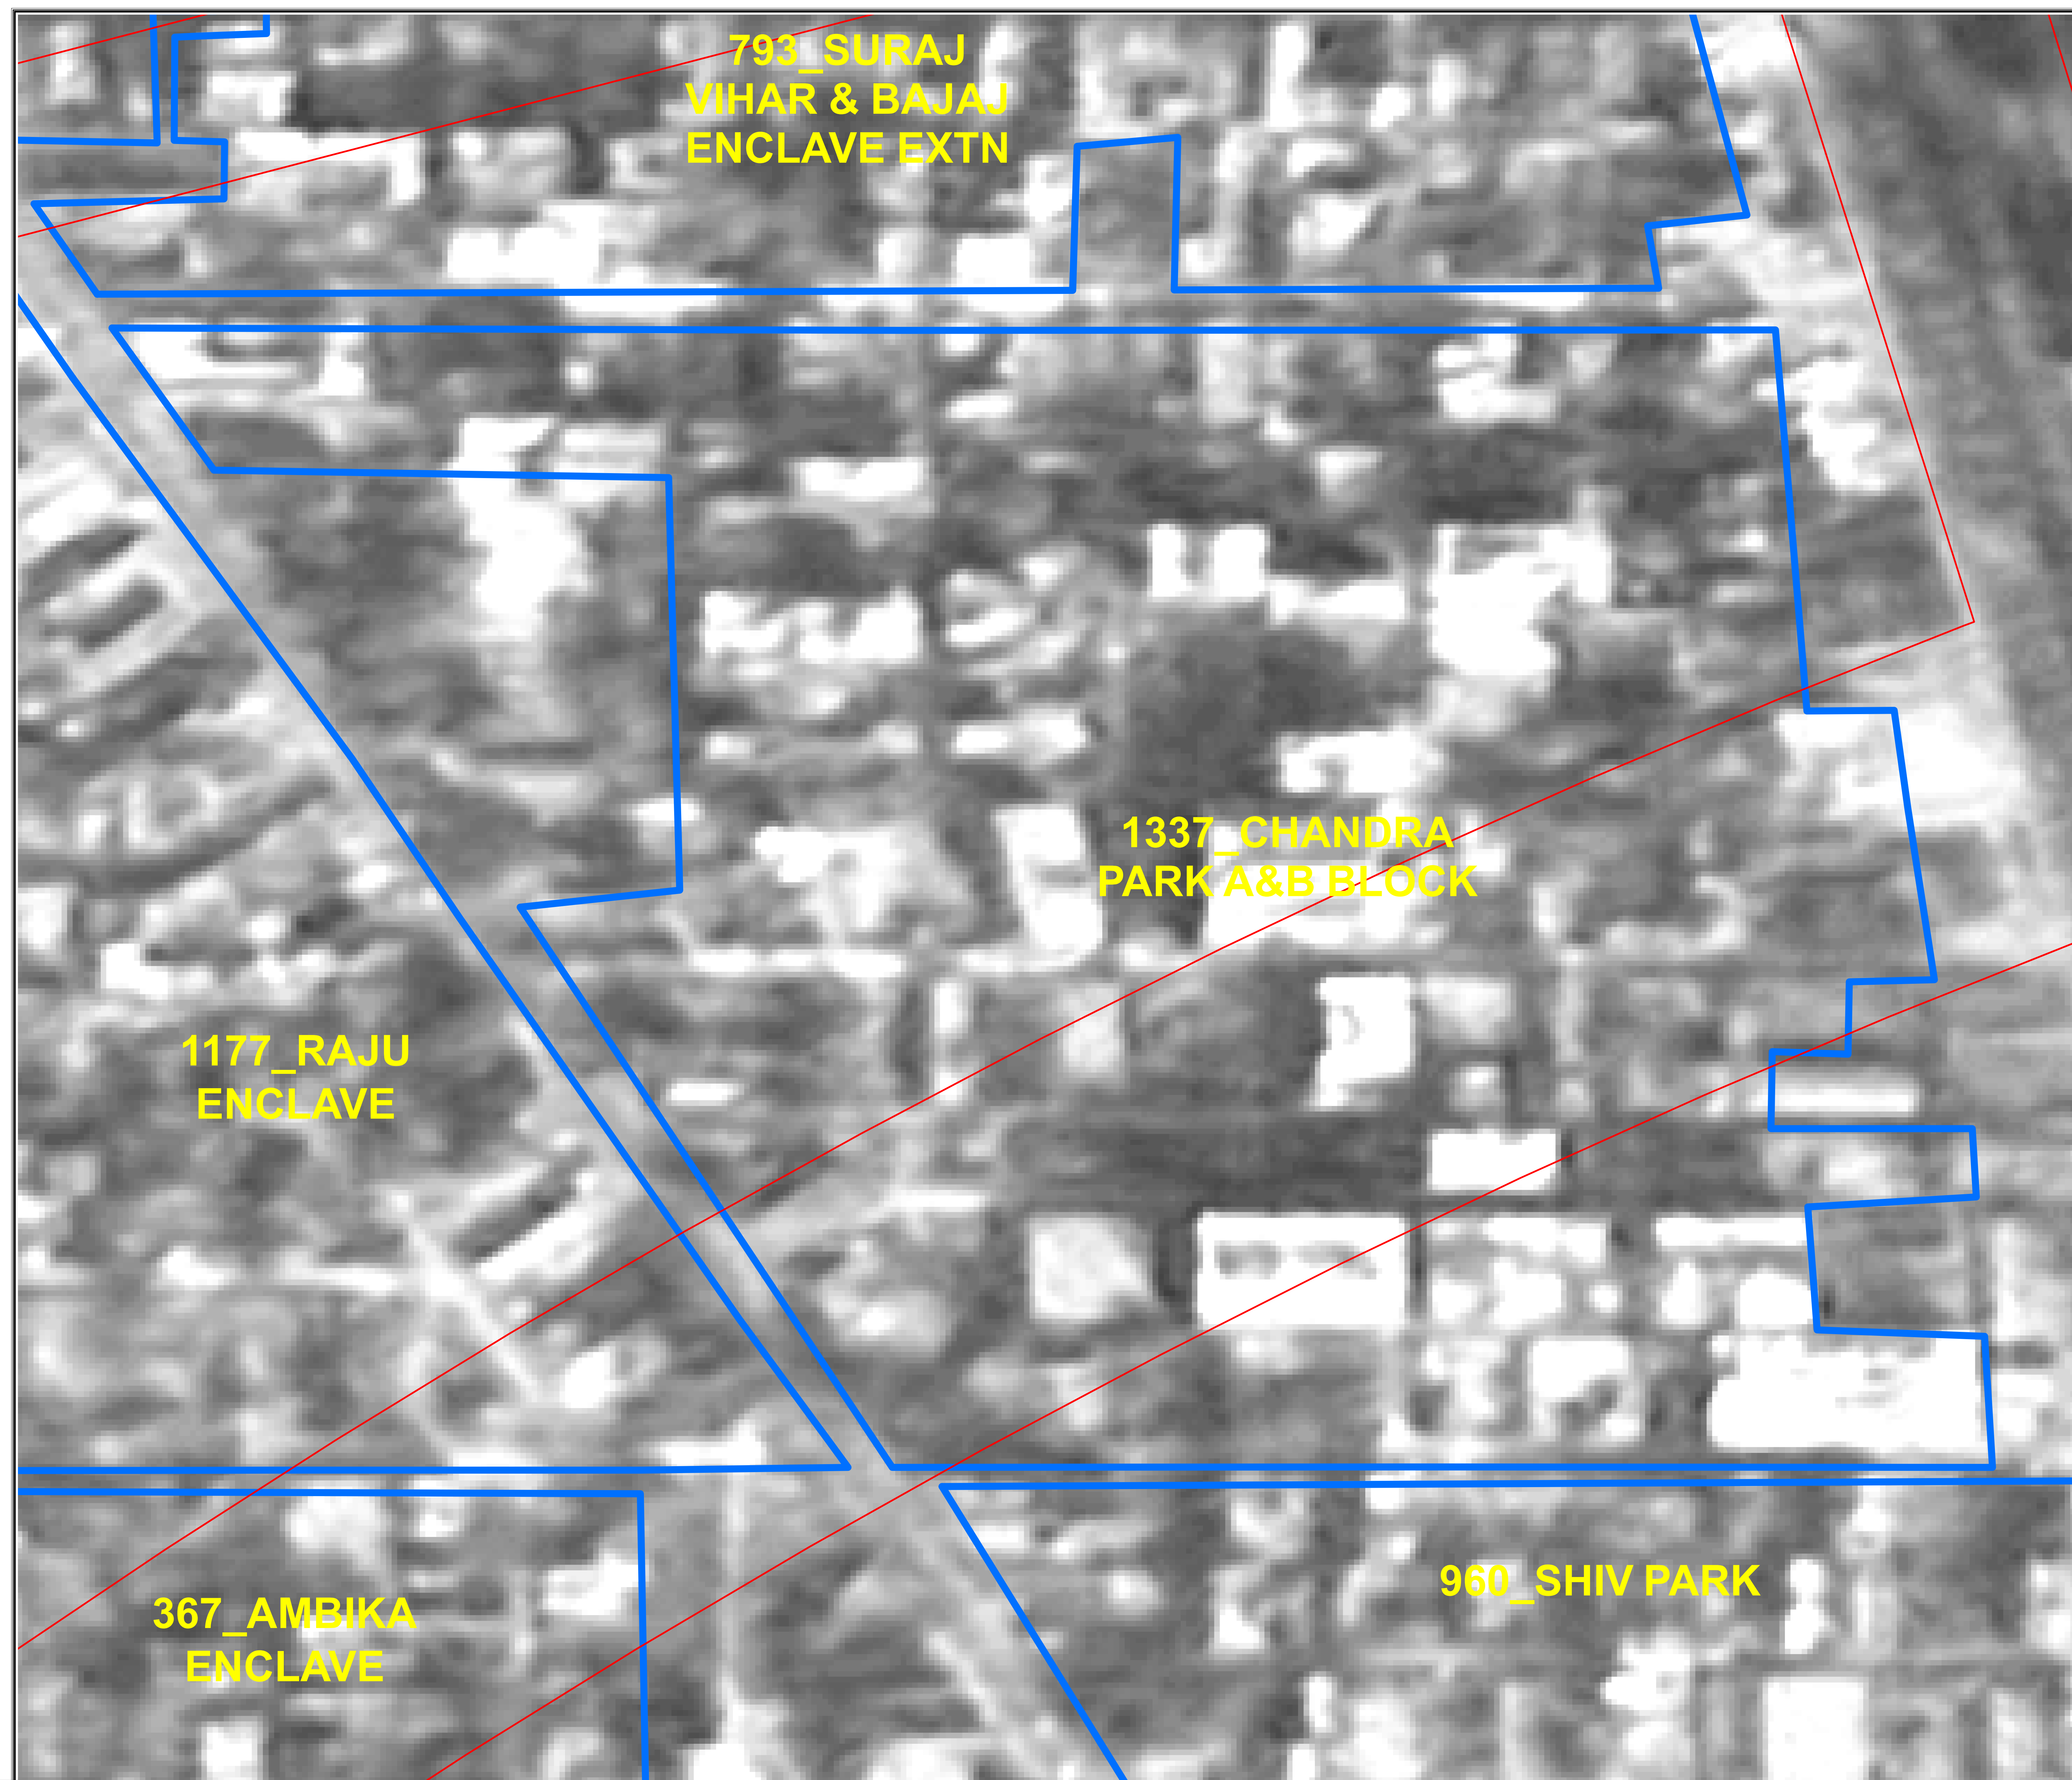 793_SURAJ
VIHAR & BAJAJ
ENCLAVE EXTN
1337_CHANDRA
PARK A&B BLOCK
1177_RAJU
ENCLAVE
960_SHIV PARK
367_AMBIKA
ENCLAVE